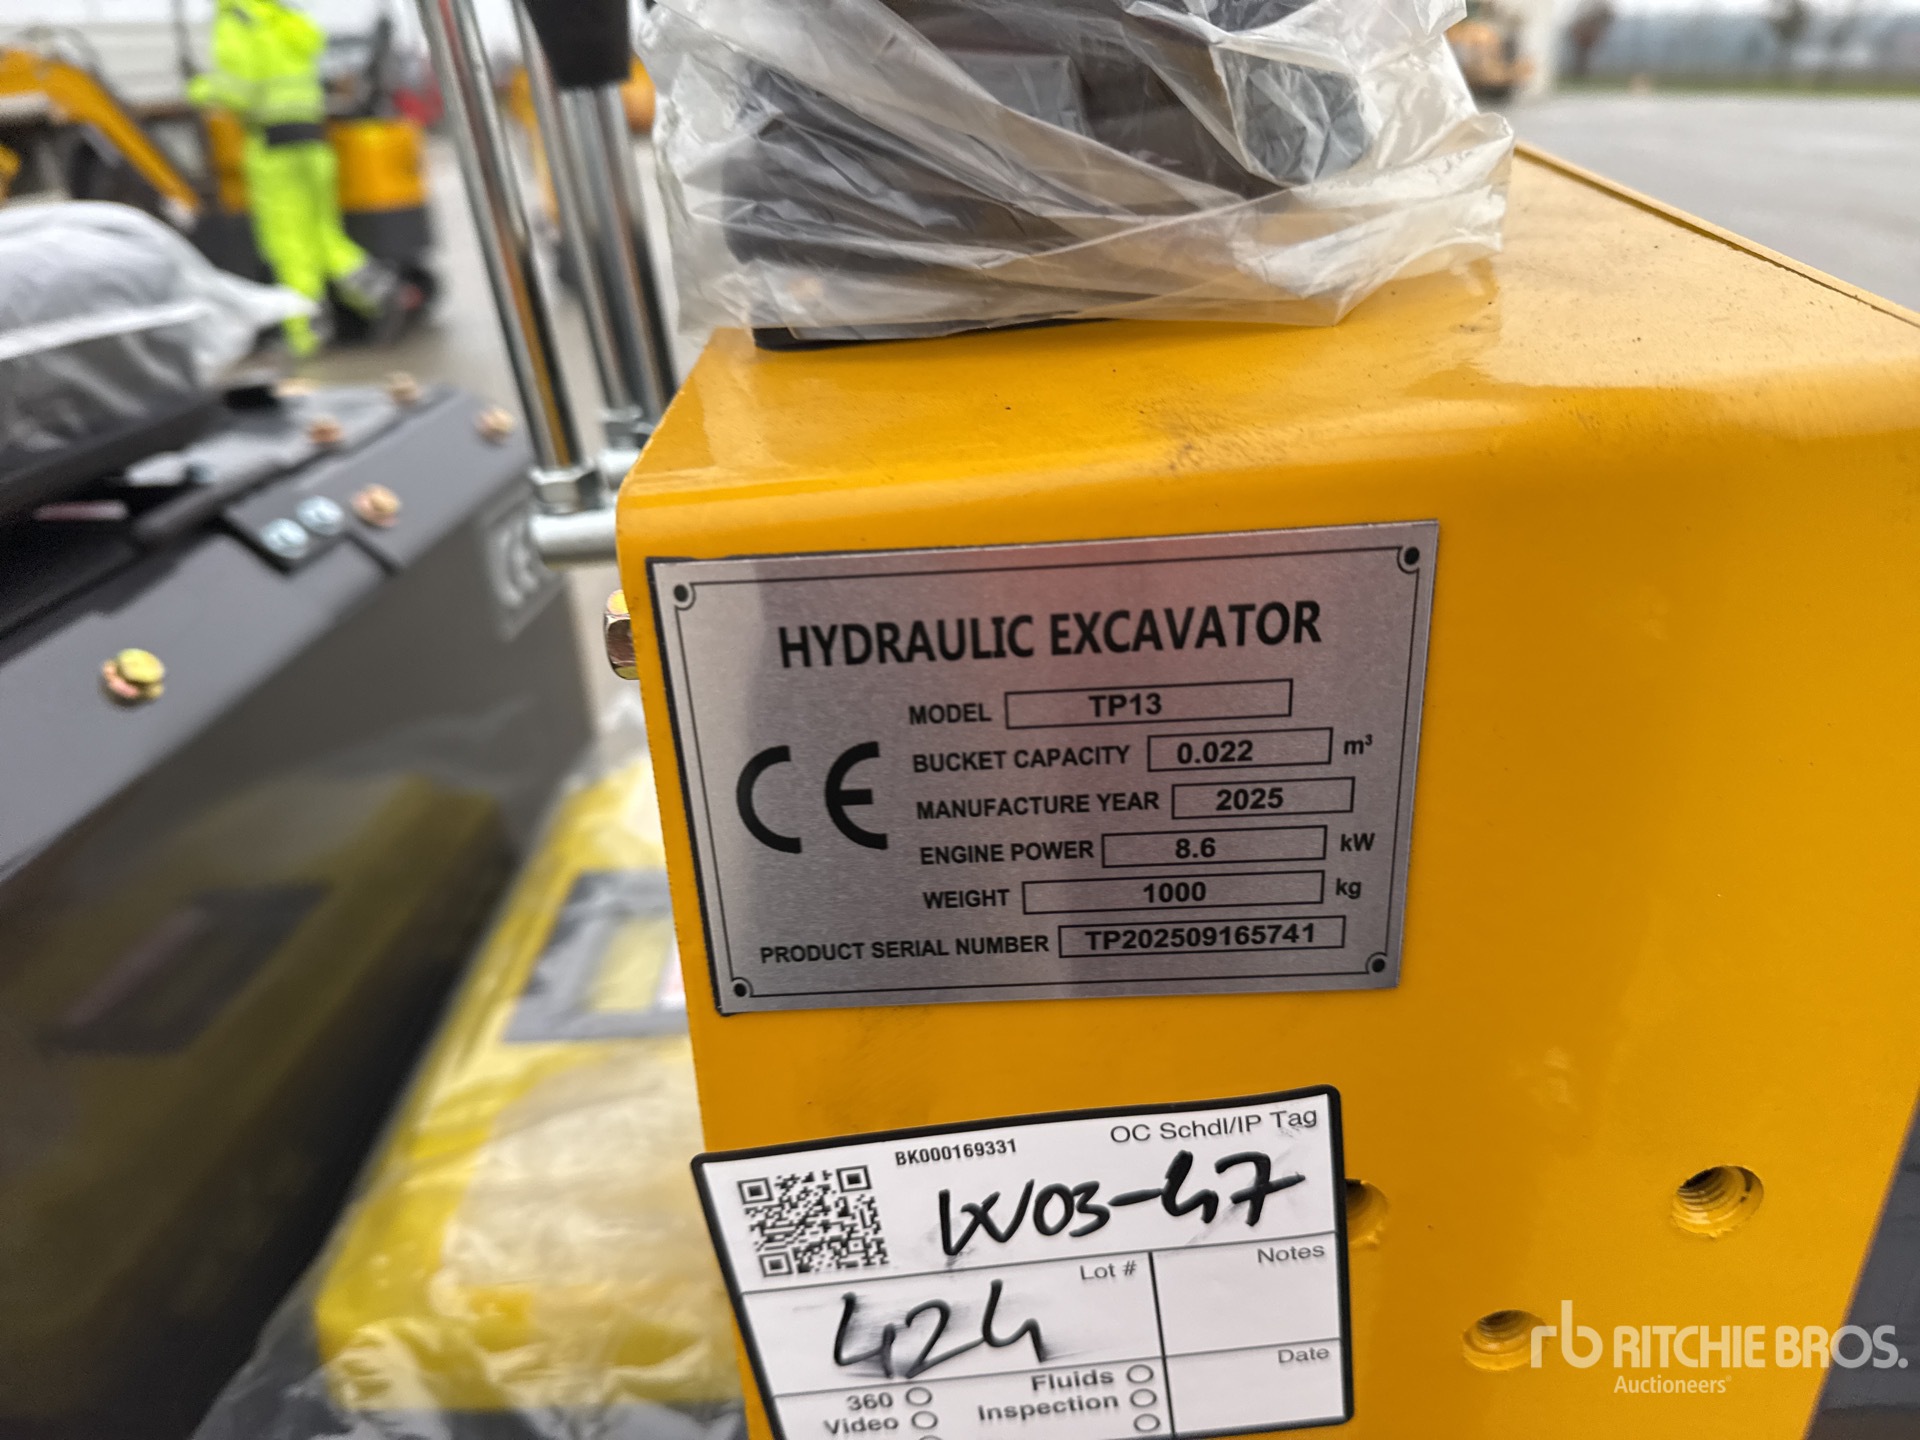 HYDRAULIC EXCAVATOR
MODEL TP13
BUCKET CAPACITY 0.022 m³
MANUFACTURE YEAR 2025
ENGINE POWER 8.6 kW
WEIGHT 1000 kg
PRODUCT SERIAL NUMBER TP202509165741
CE
BK000169331 OC Schdl/IP Tag
Lot # Notes
424
360 Fluids Date
Video Inspection
rb RITCHIE BROS.
Auctioneers